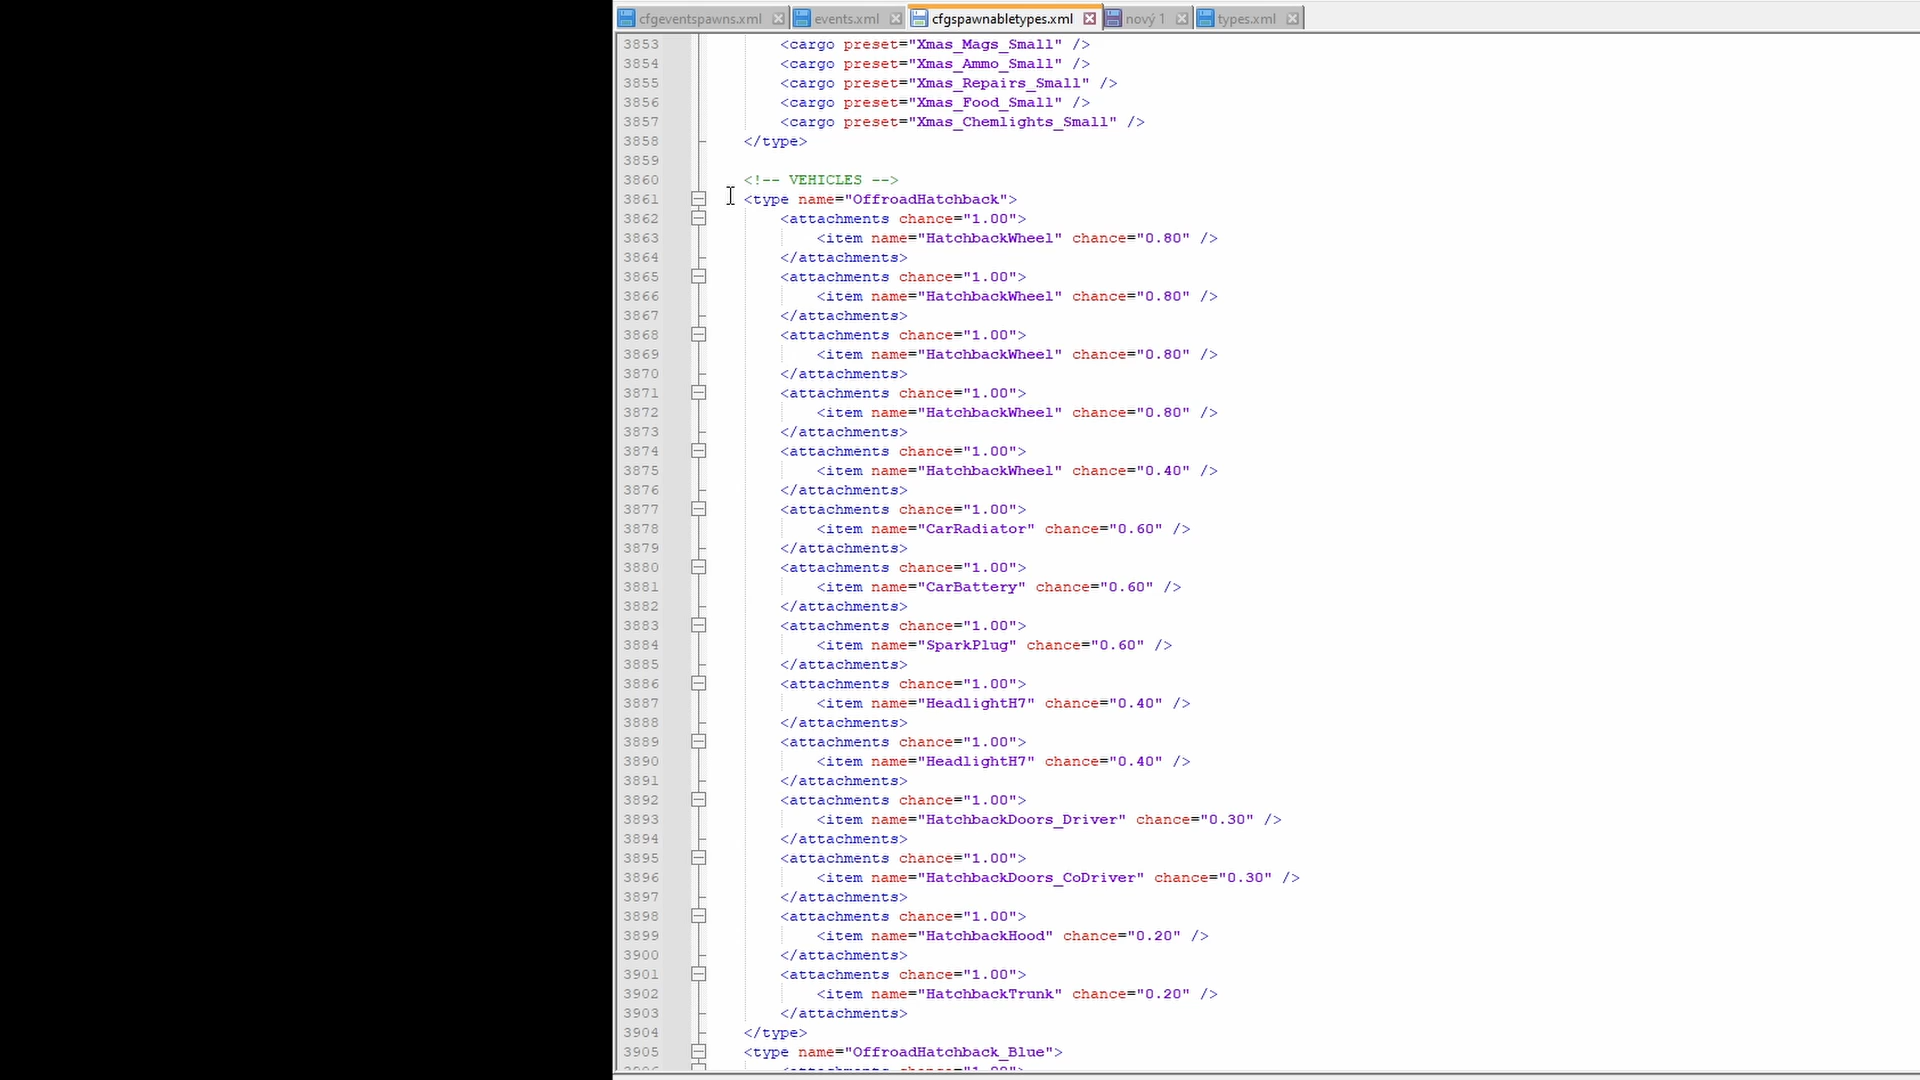 cfgeventspawns.xml events.xml cfgspawnabletypes.xml nový 1 types.xml
3853 <cargo preset="Xmas_Mags_Small" />
3854 <cargo preset="Xmas_Ammo_Small" />
3855 <cargo preset="Xmas_Repairs_Small" />
3856 <cargo preset="Xmas_Food_Small" />
3857 <cargo preset="Xmas_Chemlights_Small" />
3858 </type>
3859
3860 <!-- VEHICLES -->
3861 <type name="OffroadHatchback">
3862 <attachments chance="1.00">
3863 <item name="HatchbackWheel" chance="0.80" />
3864 </attachments>
3865 <attachments chance="1.00">
3866 <item name="HatchbackWheel" chance="0.80" />
3867 </attachments>
3868 <attachments chance="1.00">
3869 <item name="HatchbackWheel" chance="0.80" />
3870 </attachments>
3871 <attachments chance="1.00">
3872 <item name="HatchbackWheel" chance="0.80" />
3873 </attachments>
3874 <attachments chance="1.00">
3875 <item name="HatchbackWheel" chance="0.40" />
3876 </attachments>
3877 <attachments chance="1.00">
3878 <item name="CarRadiator" chance="0.60" />
3879 </attachments>
3880 <attachments chance="1.00">
3881 <item name="CarBattery" chance="0.60" />
3882 </attachments>
3883 <attachments chance="1.00">
3884 <item name="SparkPlug" chance="0.60" />
3885 </attachments>
3886 <attachments chance="1.00">
3887 <item name="HeadlightH7" chance="0.40" />
3888 </attachments>
3889 <attachments chance="1.00">
3890 <item name="HeadlightH7" chance="0.40" />
3891 </attachments>
3892 <attachments chance="1.00">
3893 <item name="HatchbackDoors_Driver" chance="0.30" />
3894 </attachments>
3895 <attachments chance="1.00">
3896 <item name="HatchbackDoors_CoDriver" chance="0.30" />
3897 </attachments>
3898 <attachments chance="1.00">
3899 <item name="HatchbackHood" chance="0.20" />
3900 </attachments>
3901 <attachments chance="1.00">
3902 <item name="HatchbackTrunk" chance="0.20" />
3903 </attachments>
3904 </type>
3905 <type name="OffroadHatchback_Blue">